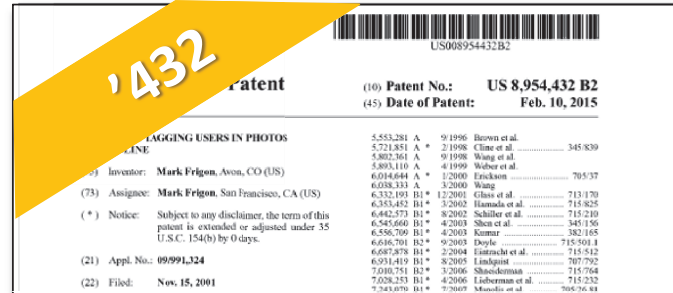 '432
US008954432B2
Patent
(10) Patent No.: US 8,954,432 B2
(45) Date of Patent: Feb. 10, 2015
TAGGING USERS IN PHOTOS
Inventor: Mark Frigon, Avon, CO (US)
(73) Assignee: Mark Frigon, San Francisco, CA (US)
( * ) Notice: Subject to any disclaimer, the term of this
patent is extended or adjusted under 35
U.S.C. 154(b) by 0 days.
(21) Appl. No.: 09/991,324
(22) Filed: Nov. 15, 2001
5,553,281 A 9/1996 Brown et al.
5,721,851 A * 2/1998 Cline et al. 345/839
5,802,361 A 9/1998 Wang et al.
5,893,110 A 4/1999 Weber et al.
6,014,644 A * 1/2000 Erickson 705/37
6,038,333 A 3/2000 Wang
6,332,193 B1* 12/2001 Glass et al. 713/170
6,353,452 B1* 3/2002 Hamada et al. 715/825
6,442,573 B1* 8/2002 Schiller et al. 715/210
6,545,660 B1* 4/2003 Shen et al. 345/156
6,556,709 B1* 4/2003 Kumar 382/165
6,616,701 B2* 9/2003 Doyle 715/501.1
6,687,878 B1* 2/2004 Eintracht et al. 715/512
6,931,419 B1* 8/2005 Lindquist 707/792
7,010,751 B2* 3/2006 Shneiderman 715/764
7,028,253 B1* 4/2006 Lieberman et al. 715/232